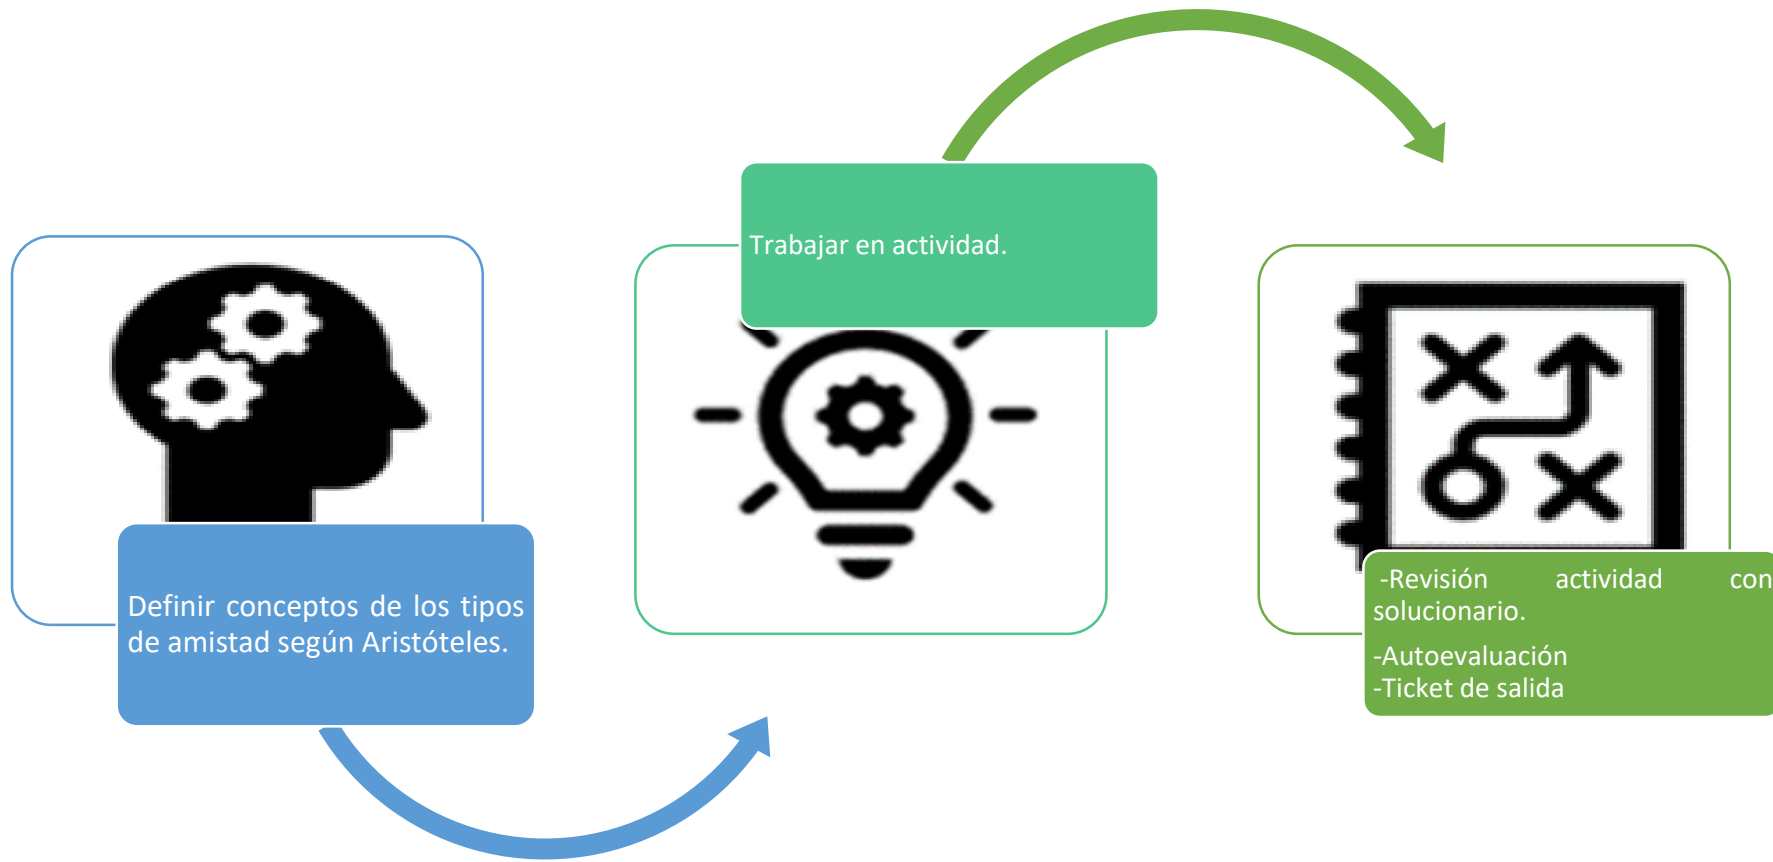 Definir conceptos de los tipos
de amistad según Aristóteles.
Trabajar en actividad.
-Revisión actividad con
solucionario.
-Autoevaluación
-Ticket de salida